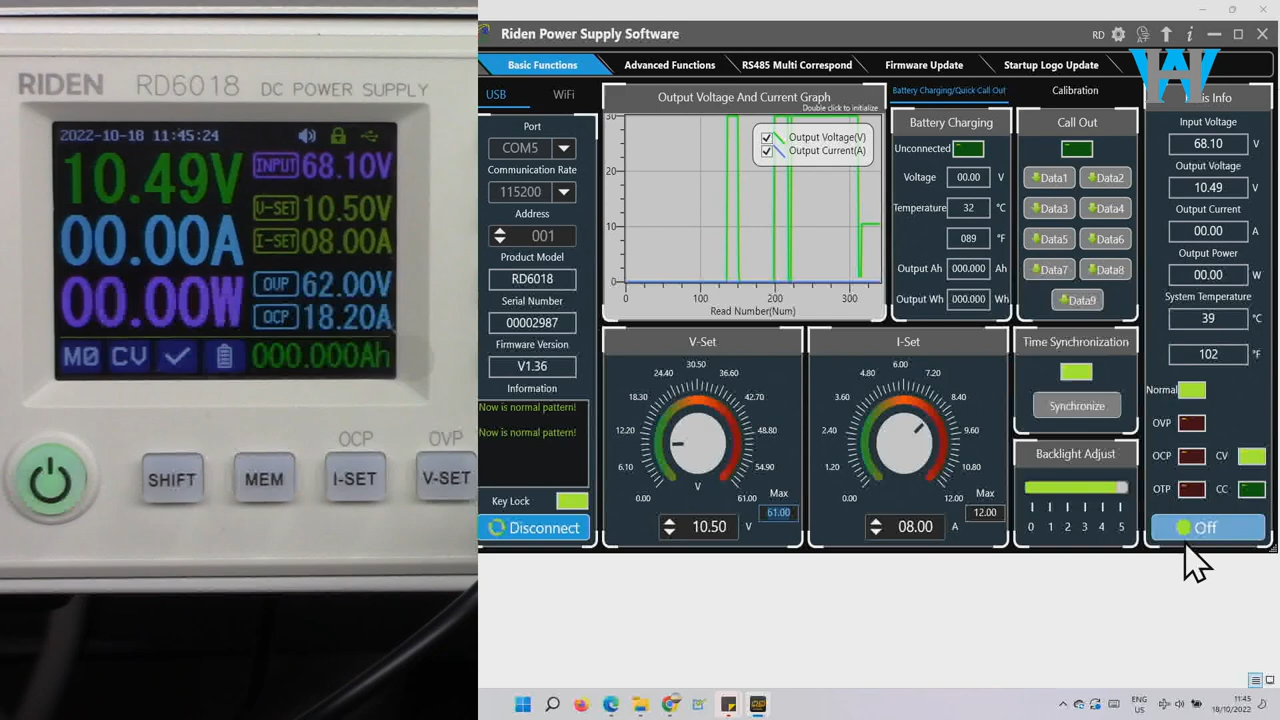 RIDEN RD6018 DC POWER SUPPLY
2022-10-18 11:45:24
10.49V
INPUT 68.10V
V-SET 10.50V
00.00A
I-SET 08.00A
00.00W
OVP 62.00V
OCP 18.20A
M0 CV 000.000Ah
OCP OVP
SHIFT MEM I-SET V-SET
Riden Power Supply Software
RD
Basic Functions Advanced Functions RS485 Multi Correspond Firmware Update Startup Logo Update
USB WiFi
Port
COM5
Communication Rate
115200
Address
001
Product Model
RD6018
Serial Number
00002987
Firmware Version
V1.36
Information
Now is normal pattern!
Now is normal pattern!
Key Lock
Disconnect
Output Voltage And Current Graph
Double click to initialize
Output Voltage(V)
Output Current(A)
30
20
10
0
0 100 200 300
Read Number(Num)
Battery Charging/Quick Call Out
Calibration
Battery Charging
Unconnected
Voltage 00.00 V
Temperature 32 °C
089 °F
Output Ah 000.000 Ah
Output Wh 000.000 Wh
Call Out
Data1 Data2
Data3 Data4
Data5 Data6
Data7 Data8
Data9
V-Set
30.50
24.40 36.60
18.30 42.70
12.20 48.80
6.10 54.90
V
0.00 61.00
Max
61.00
10.50 V
I-Set
6.00
4.80 7.20
3.60 8.40
2.40 9.60
1.20 10.80
A
0.00 12.00
Max
12.00
08.00 A
Time Synchronization
Synchronize
Backlight Adjust
0 1 2 3 4 5
Info
Input Voltage
68.10 V
Output Voltage
10.49 V
Output Current
00.00 A
Output Power
00.00 W
System Temperature
39 °C
102 °F
Normal
OVP
OCP CV
OTP CC
Off
ENG
US
11:45
18/10/2022